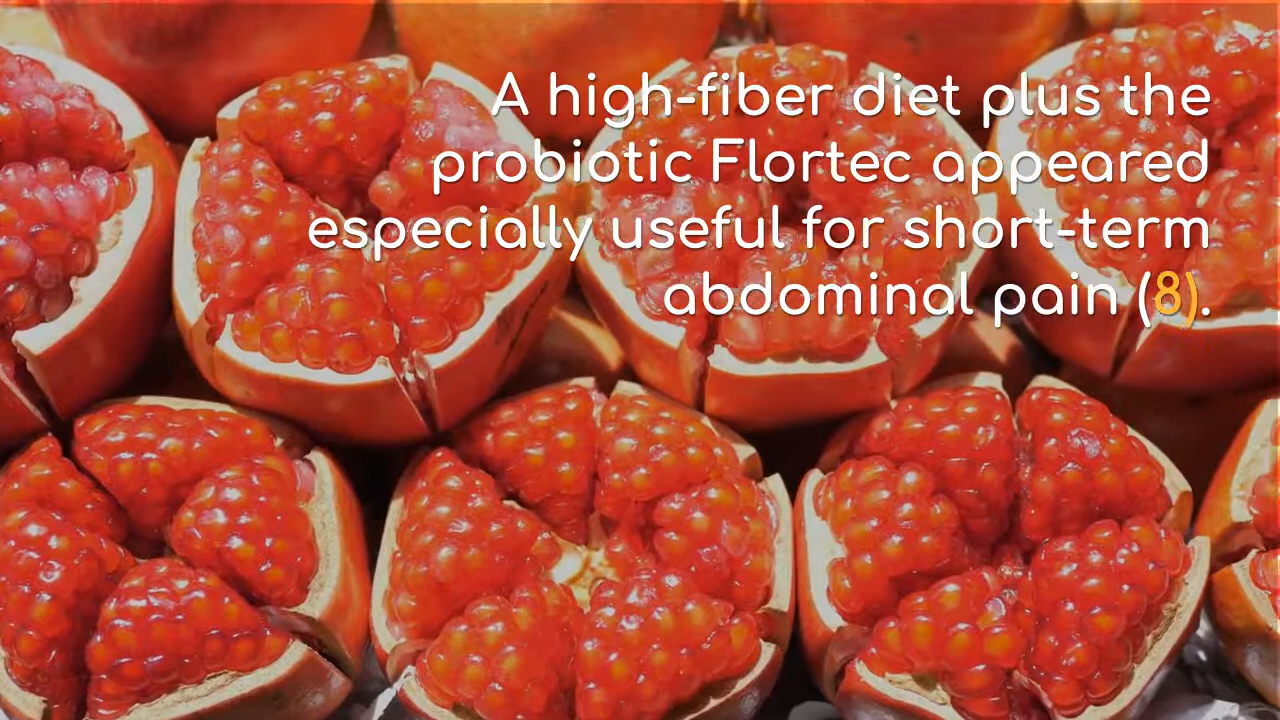 A high-fiber diet plus the
probiotic Flortec appeared
especially useful for short-term
abdominal pain (8).